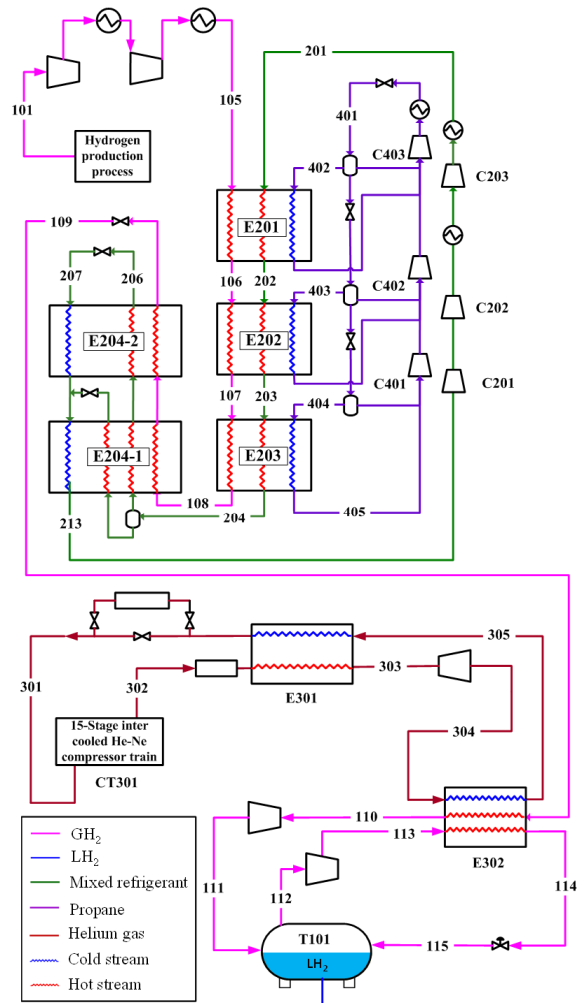 201
101
105
401
Hydrogen
production
process
402
C403
C203
109
E201
207
206
106
202
403
C402
E204-2
E202
C202
107
203
C401
C201
404
E204-1
E203
108
204
405
213
305
301
302
303
E301
15-Stage inter
cooled He-Ne
compressor train
CT301
304
GH2
LH2
Mixed refrigerant
Propane
Helium gas
Cold stream
Hot stream
110
113
E302
114
111
112
T101
LH2
115